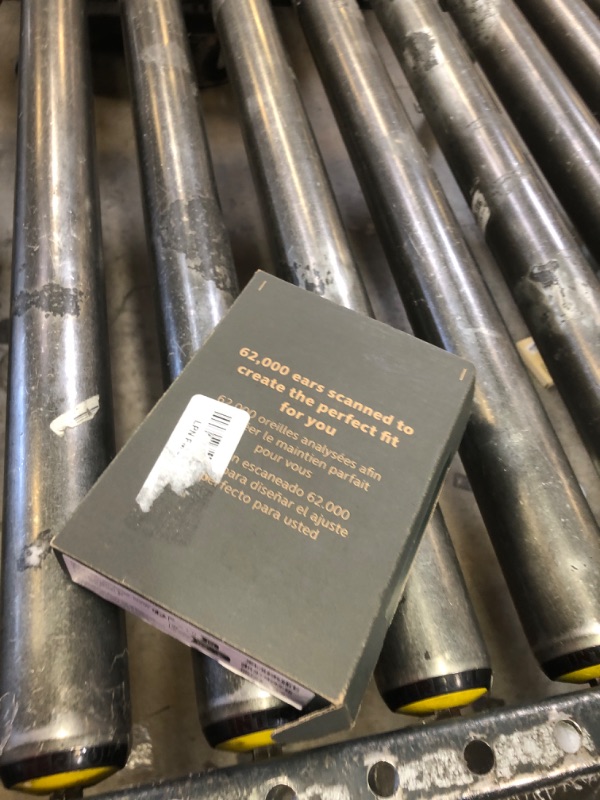 62,000 ears scanned to
create the perfect fit
for you
oreilles analysées afin
le maintien parfait
pour vous
escaneado 62.000
para diseñar el ajuste
perfecto para usted